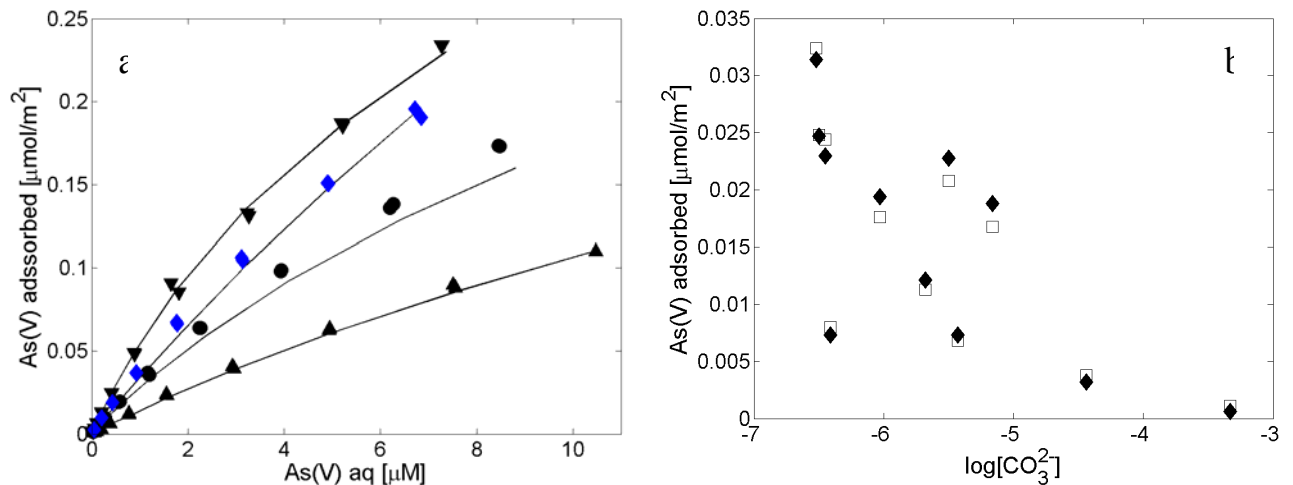 a
As(V) adssorbed [μmol/m²]
0.25
0.2
0.15
0.1
0.05
0
0 2 4 6 8 10
As(V) aq [μM]
b
As(V) adsorbed [μmol/m²]
0.035
0.03
0.025
0.02
0.015
0.01
0.005
0
-7 -6 -5 -4 -3
log[CO₃²⁻]